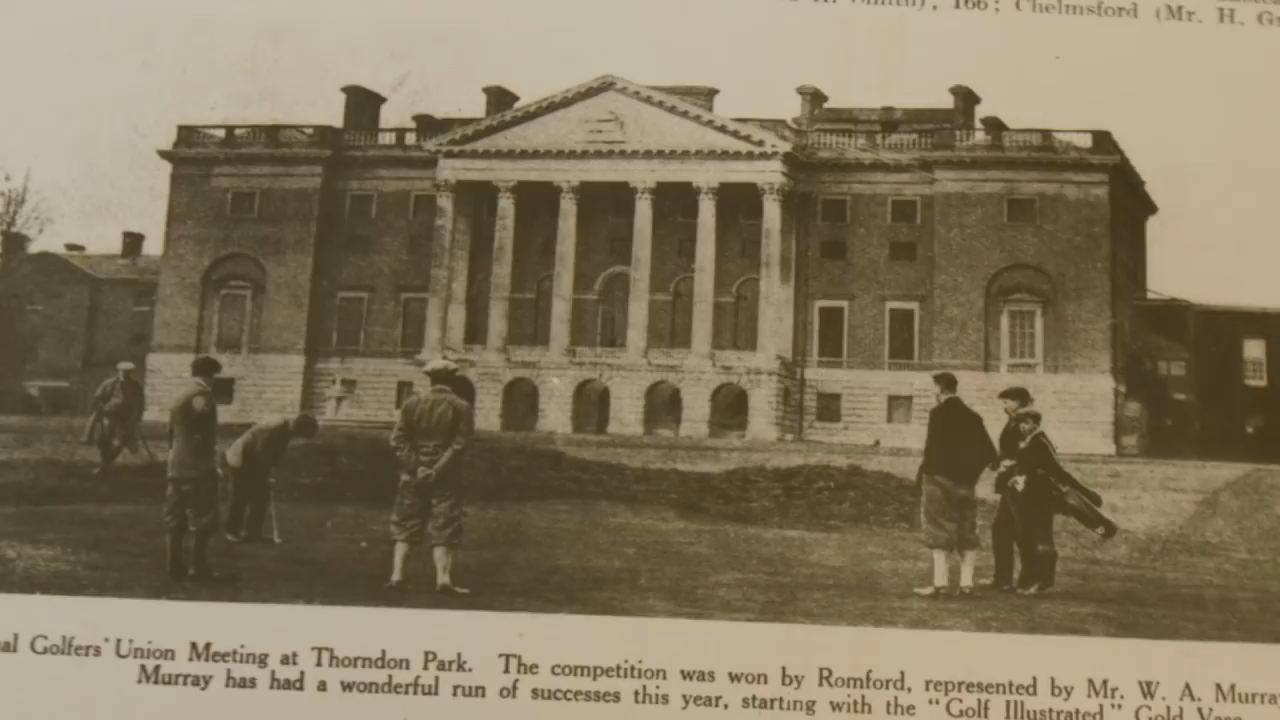 166; Chelmsford (Mr. H. G
al Golfers' Union Meeting at Thorndon Park. The competition was won by Romford, represented by Mr. W. A. Murra
Murray has had a wonderful run of successes this year, starting with the "Golf Illustrated" Gold